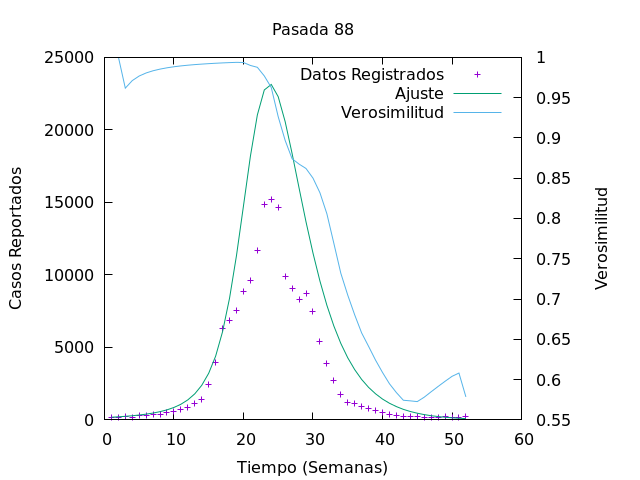 Pasada 88
25000
20000
15000
10000
5000
0
Casos Reportados
Datos Registrados
Ajuste
Verosimilitud
1
0.95
0.9
0.85
0.8
0.75
0.7
0.65
0.6
0.55
Verosimilitud
0 10 20 30 40 50 60
Tiempo (Semanas)